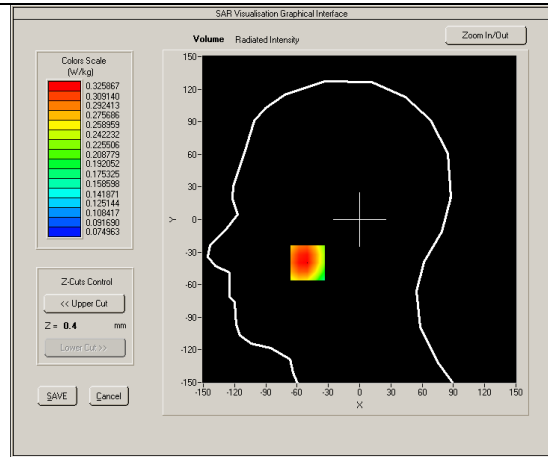 SAR Visualisation Graphical Interface
Volume Radiated Intensity
Zoom In/Out
Colors Scale
(W/kg)
0.325867
0.309140
0.292413
0.275686
0.258959
0.242232
0.225506
0.208779
0.192052
0.175325
0.158598
0.141871
0.125144
0.108417
0.091690
0.074963
Z-Cuts Control
<< Upper Cut
Z = 0.4 mm
Lower Cut >>
SAVE Cancel
150
120
90
60
30
0
-30
-60
-90
-120
-150
Y
-150 -120 -90 -60 -30 0 30 60 90 120 150
X